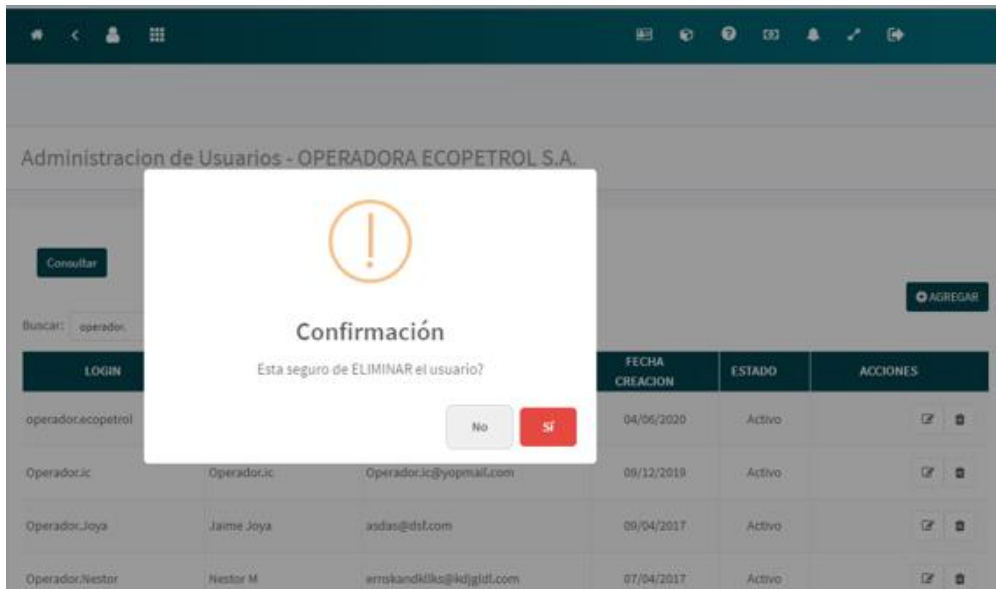 Administracion de Usuarios - OPERADORA ECOPETROL S.A.
Consultar
AGREGAR
Buscar: operador.
Confirmación
Esta seguro de ELIMINAR el usuario?
No Sí
LOGIN FECHA CREACION ESTADO ACCIONES
operador.ecopetrol 04/06/2020 Activo
Operador.ic Operador.ic Operador.ic@yopmail.com 09/12/2019 Activo
Operador.Joya Jaime Joya asdas@dsf.com 09/04/2017 Activo
Operador.Nestor Nestor M 07/04/2017 Activo